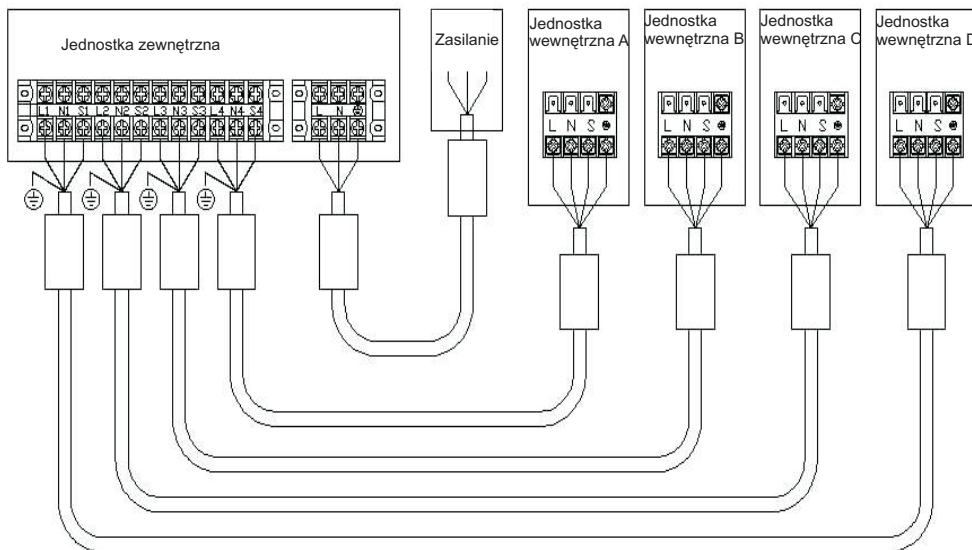 Jednostka zewnętrzna
L1 N1 S1 L2 N2 S2 L3 N3 S3 L4 N4 S4
L N
Zasilanie
Jednostka
wewnętrzna A
L N S
Jednostka
wewnętrzna B
L N S
Jednostka
wewnętrzna C
L N S
Jednostka
wewnętrzna D
L N S